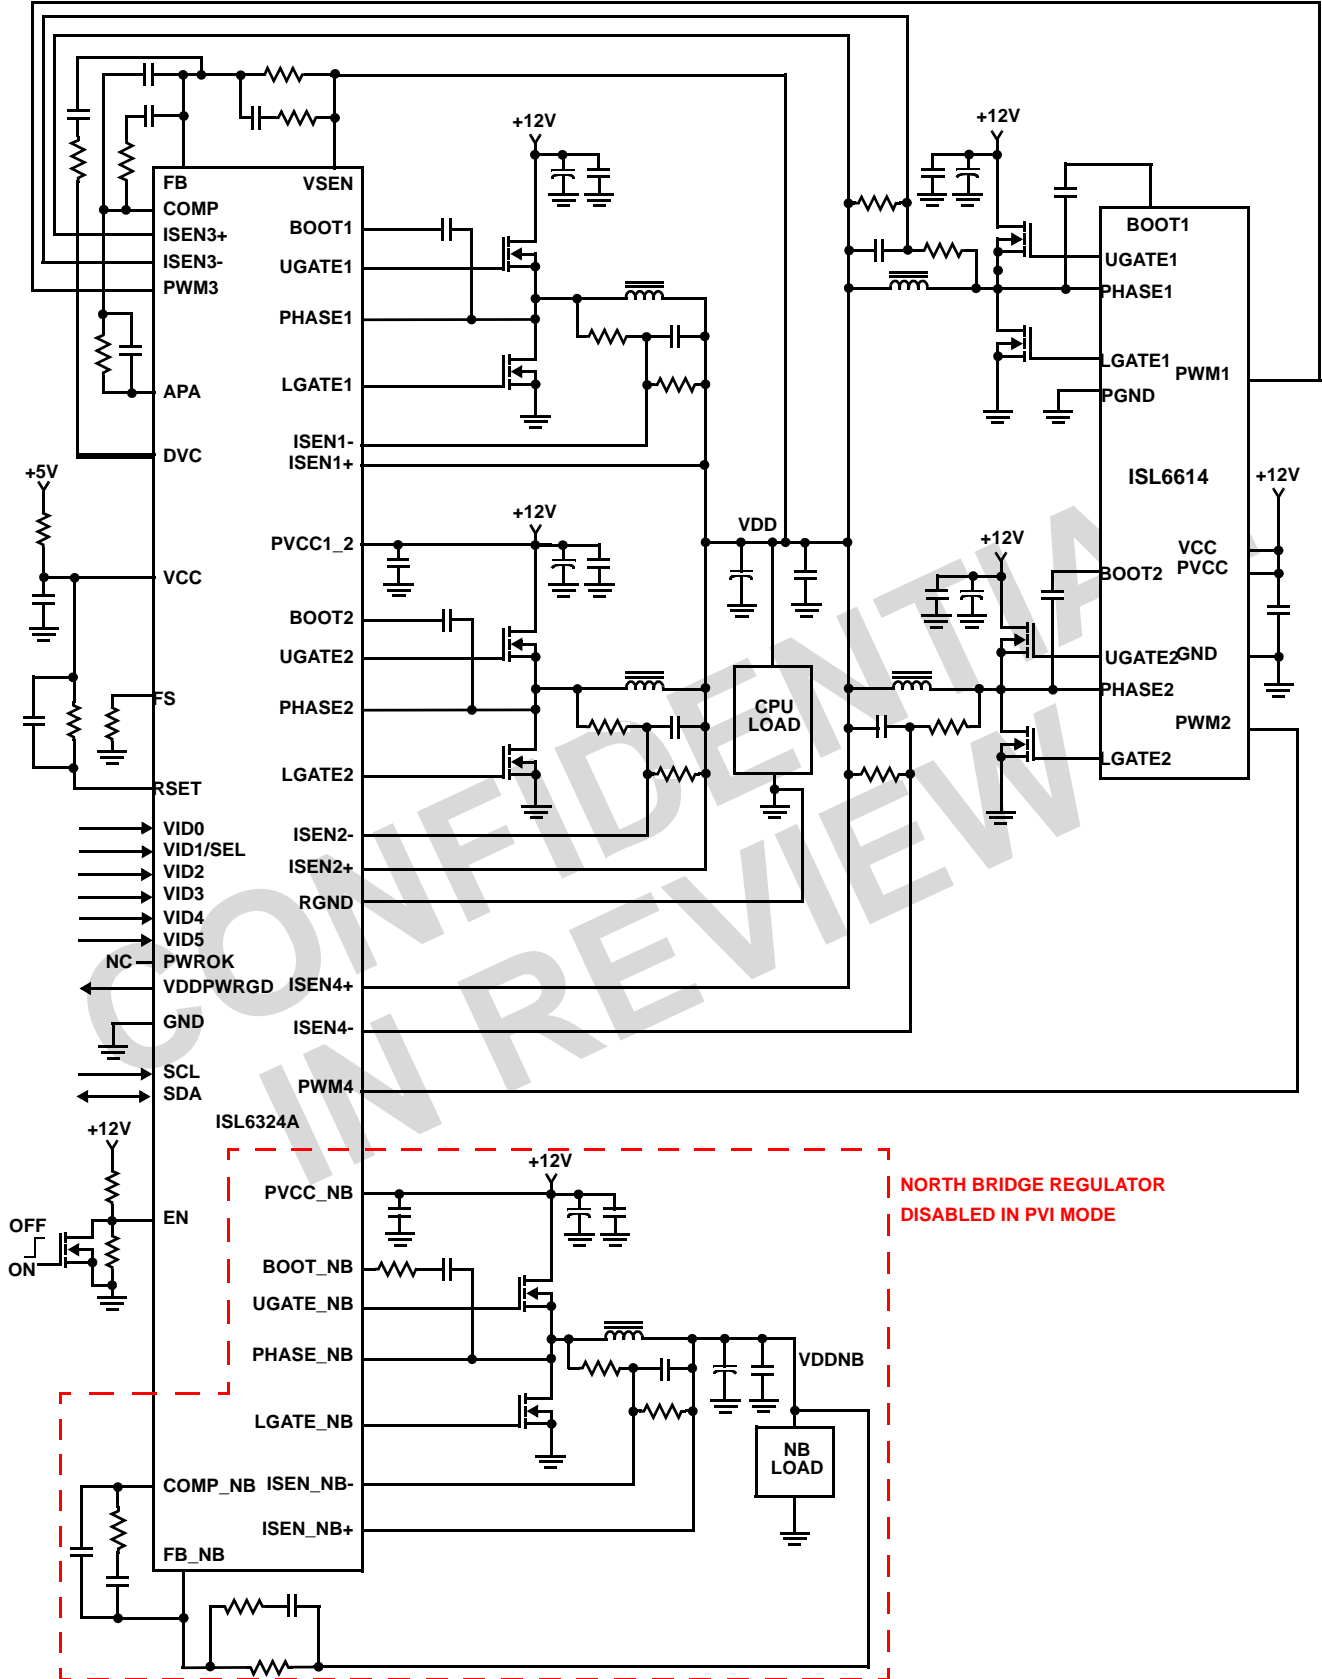 +12V
+12V
FB
VSEN
COMP
ISEN3+
ISEN3-
PWM3
BOOT1
UGATE1
PHASE1
LGATE1
APA
ISEN1-
ISEN1+
DVC
BOOT1
UGATE1
PHASE1
LGATE1
PWM1
PGND
ISL6614
+12V
+5V
+12V
VDD
+12V
PVCC1_2
VCC
VCC
PVCC
BOOT2
BOOT2
UGATE2
UGATE2
GND
FS
PHASE2
PHASE2
CPU
LOAD
PWM2
LGATE2
LGATE2
RSET
VID0
VID1/SEL
VID2
VID3
VID4
VID5
NC
PWROK
VDDPWRGD
GND
SCL
SDA
ISEN2-
ISEN2+
RGND
ISEN4+
ISEN4-
PWM4
ISL6324A
CONFIDENTIAL
IN REVIEW
+12V
+12V
PVCC_NB
NORTH BRIDGE REGULATOR
DISABLED IN PVI MODE
EN
OFF
ON
BOOT_NB
UGATE_NB
PHASE_NB
VDDNB
LGATE_NB
NB
LOAD
COMP_NB
ISEN_NB-
ISEN_NB+
FB_NB